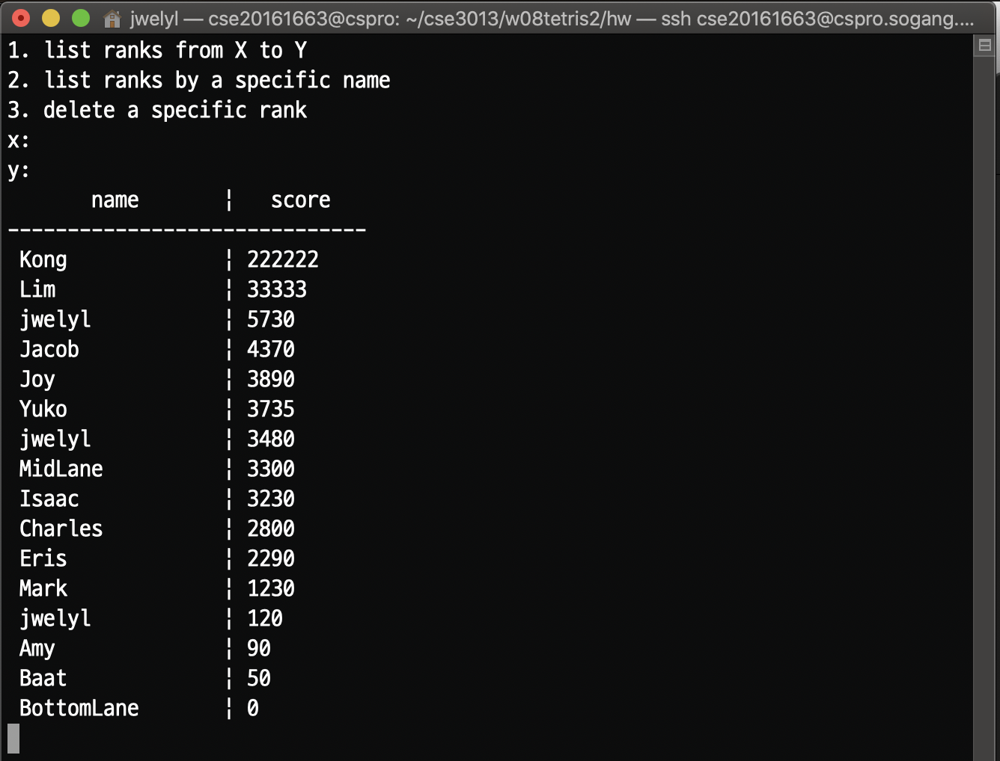 jwelyl — cse20161663@cspro: ~/cse3013/w08tetris2/hw — ssh cse20161663@cspro.sogang....
1. list ranks from X to Y
2. list ranks by a specific name
3. delete a specific rank
x:
y:
name ¦ score
------------------------------
Kong ¦ 222222
Lim ¦ 33333
jwelyl ¦ 5730
Jacob ¦ 4370
Joy ¦ 3890
Yuko ¦ 3735
jwelyl ¦ 3480
MidLane ¦ 3300
Isaac ¦ 3230
Charles ¦ 2800
Eris ¦ 2290
Mark ¦ 1230
jwelyl ¦ 120
Amy ¦ 90
Baat ¦ 50
BottomLane ¦ 0